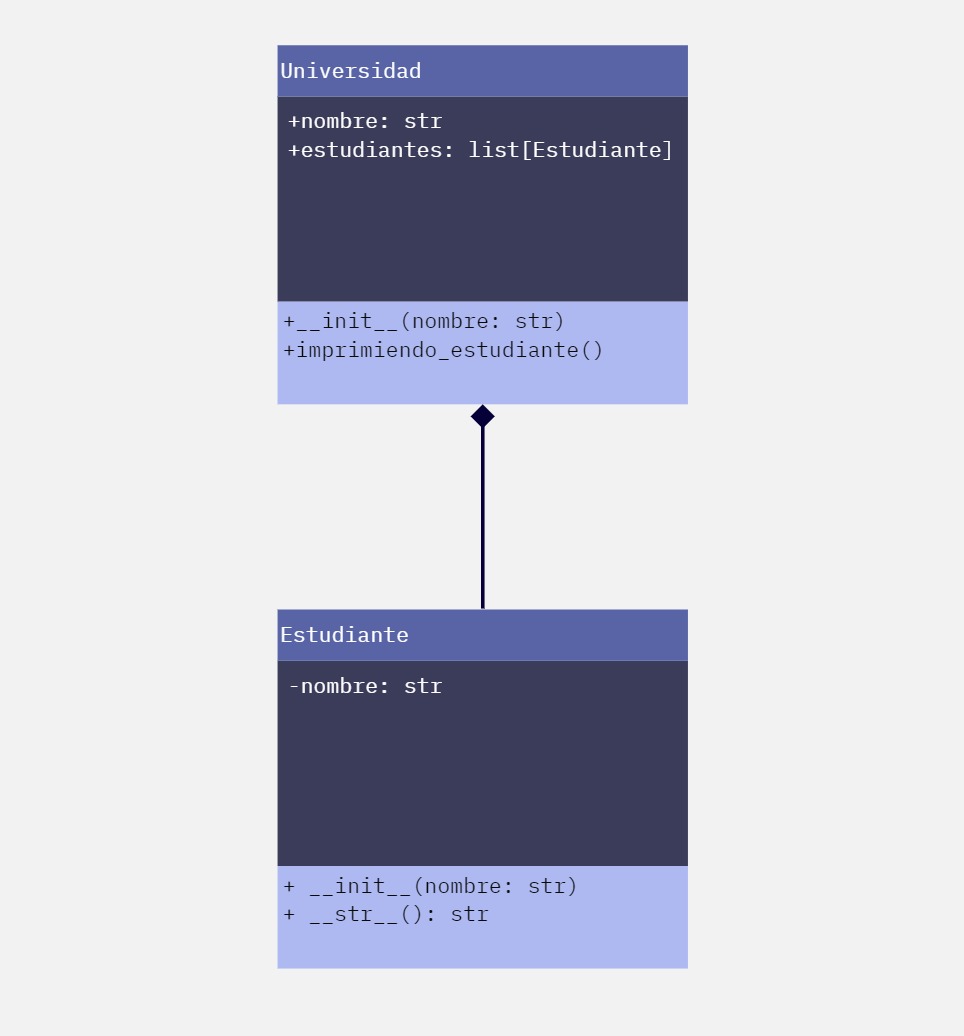 Universidad
+nombre: str
+estudiantes: list[Estudiante]
+__init__(nombre: str)
+imprimiendo_estudiante()
Estudiante
-nombre: str
+ __init__(nombre: str)
+ __str__(): str